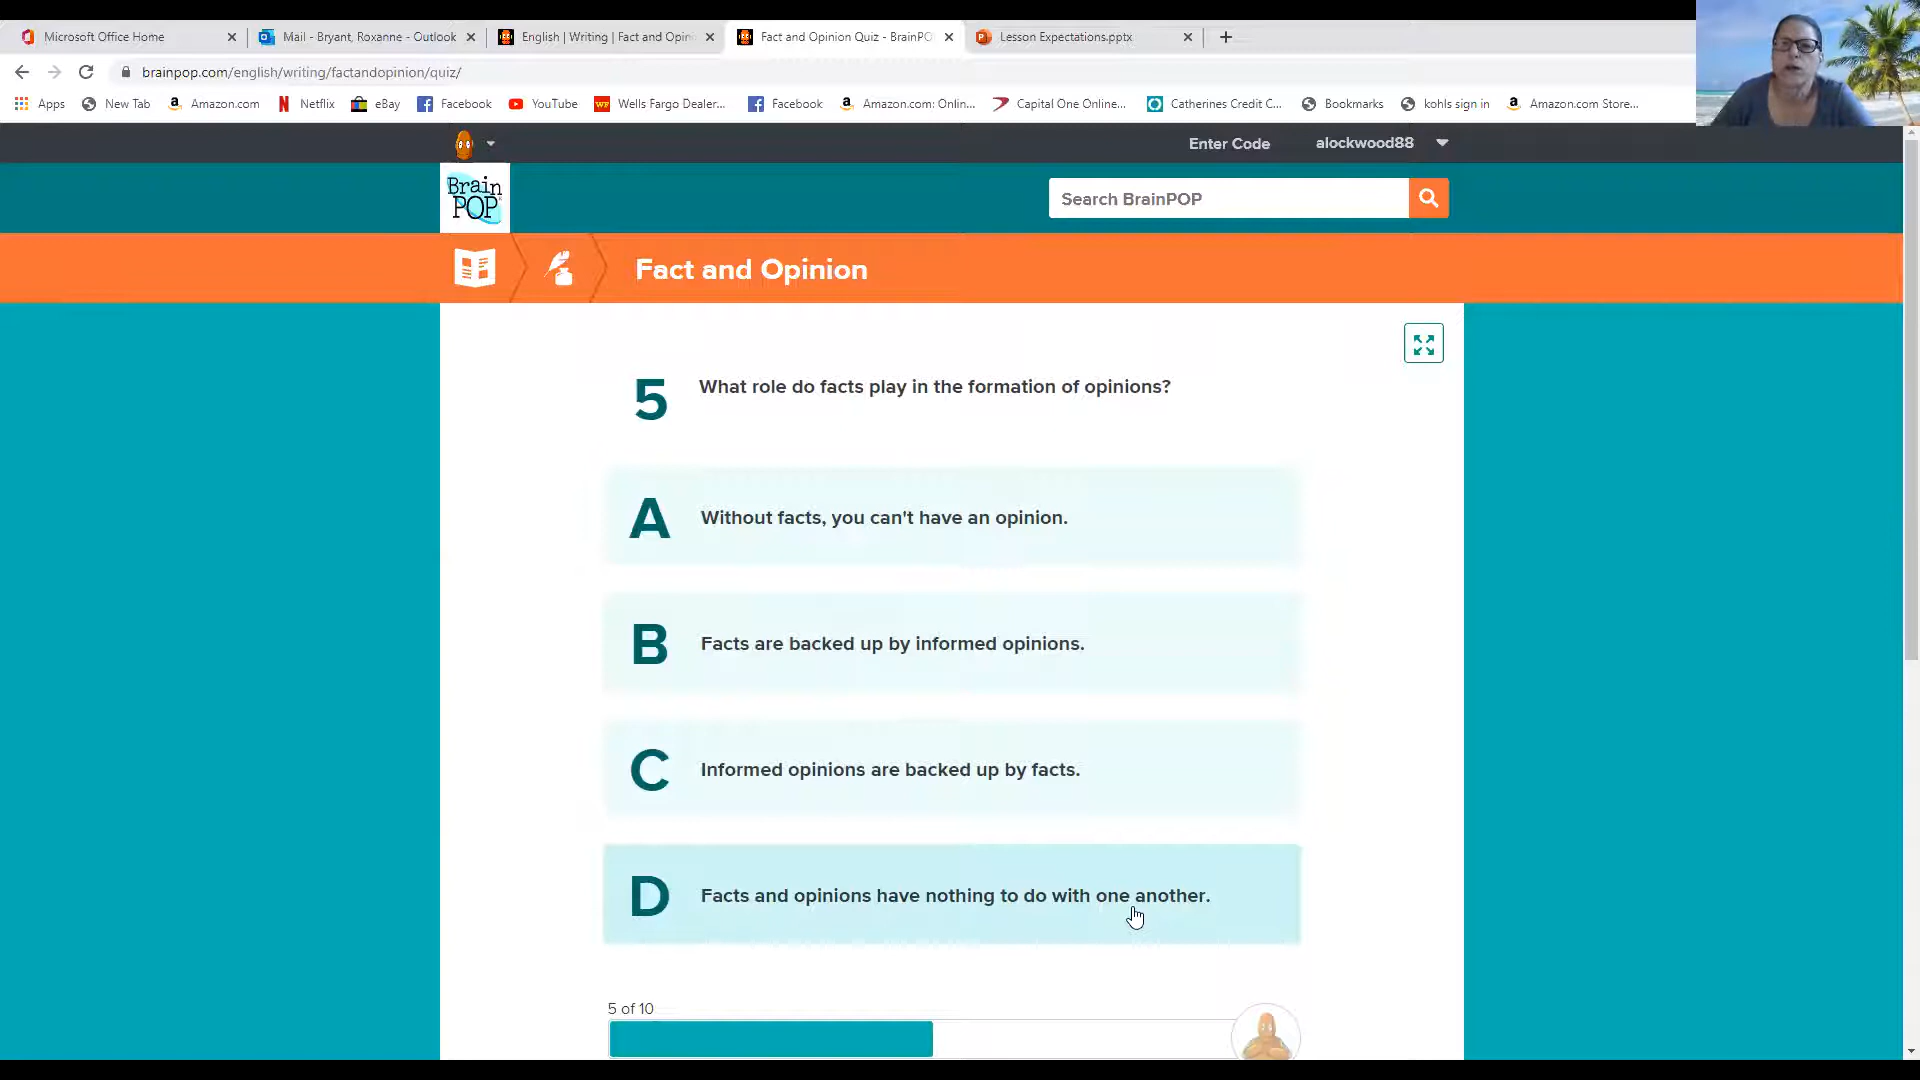 Microsoft Office Home
Mail - Bryant, Roxanne - Outlook
English | Writing | Fact and Opin
Fact and Opinion Quiz - BrainPO
Lesson Expectations.pptx
brainpop.com/english/writing/factandopinion/quiz/
Apps
New Tab
Amazon.com
Netflix
eBay
Facebook
YouTube
Wells Fargo Dealer...
Facebook
Amazon.com: Onlin...
Capital One Online...
Catherines Credit C...
Bookmarks
kohls sign in
Amazon.com Store...
Enter Code
alockwood88
Brain
POP
Search BrainPOP
Fact and Opinion
5 What role do facts play in the formation of opinions?
A Without facts, you can't have an opinion.
B Facts are backed up by informed opinions.
C Informed opinions are backed up by facts.
D Facts and opinions have nothing to do with one another.
5 of 10